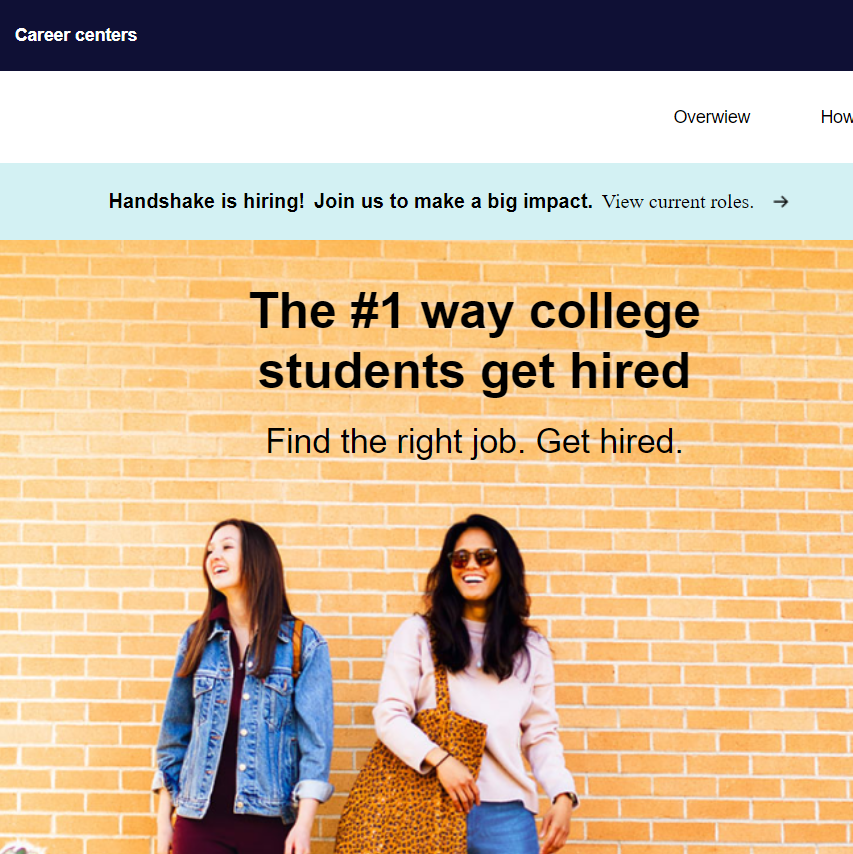 Career centers
Overwiew
How
Handshake is hiring! Join us to make a big impact. View current roles. →
The #1 way college
students get hired
Find the right job. Get hired.